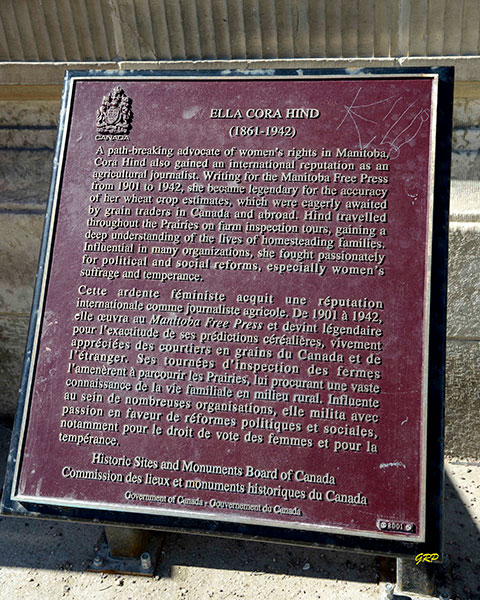 CANADA
ELLA CORA HIND
(1861-1942)
A path-breaking advocate of women's rights in Manitoba,
Cora Hind also gained an international reputation as an
agricultural journalist. Writing for the Manitoba Free Press
from 1901 to 1942, she became legendary for the accuracy
of her wheat crop estimates, which were eagerly awaited
by grain traders in Canada and abroad. Hind travelled
throughout the Prairies on farm inspection tours, gaining a
deep understanding of the lives of homesteading families.
Influential in many organizations, she fought passionately
for political and social reforms, especially women's
suffrage and temperance.
Cette ardente féministe acquit une réputation
internationale comme journaliste agricole. De 1901 à 1942,
elle œuvra au Manitoba Free Press et devint légendaire
pour l'exactitude de ses prédictions céréalières, vivement
appréciées des courtiers en grains du Canada et de
l'étranger. Ses tournées d'inspection des fermes
l'amenèrent à parcourir les Prairies, lui procurant une vaste
connaissance de la vie familiale en milieu rural. Influente
au sein de nombreuses organisations, elle milita avec
passion en faveur de réformes politiques et sociales,
notamment pour le droit de vote des femmes et pour la
tempérance.
Historic Sites and Monuments Board of Canada
Commission des lieux et monuments historiques du Canada
Government of Canada - Gouvernement du Canada
2001
GRP